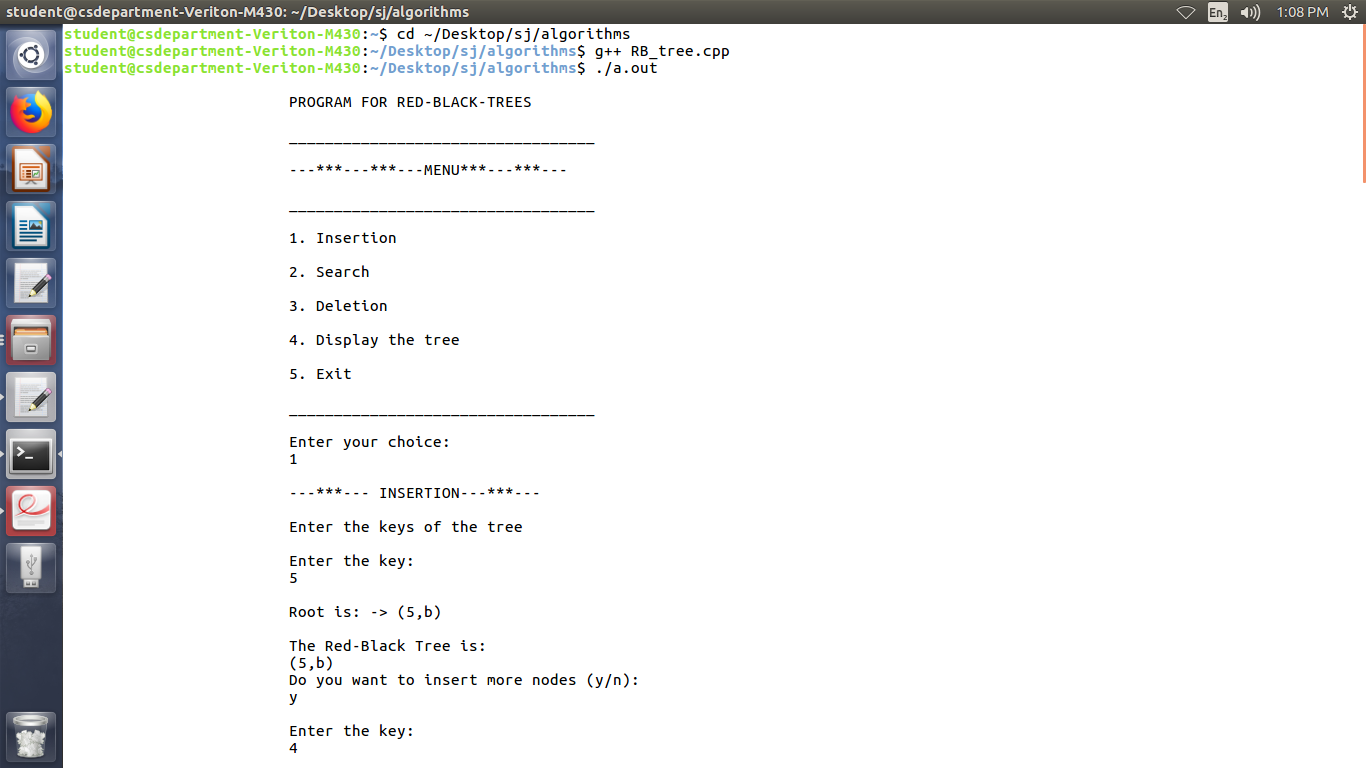 student@csdepartment-Veriton-M430: ~/Desktop/sj/algorithms
En2
1:08 PM
student@csdepartment-Veriton-M430:~$ cd ~/Desktop/sj/algorithms
student@csdepartment-Veriton-M430:~/Desktop/sj/algorithms$ g++ RB_tree.cpp
student@csdepartment-Veriton-M430:~/Desktop/sj/algorithms$ ./a.out
PROGRAM FOR RED-BLACK-TREES
__________________________________
---***---***---MENU***---***---
__________________________________
1. Insertion
2. Search
3. Deletion
4. Display the tree
5. Exit
__________________________________
Enter your choice:
1
---***--- INSERTION---***---
Enter the keys of the tree
Enter the key:
5
Root is: -> (5,b)
The Red-Black Tree is:
(5,b)
Do you want to insert more nodes (y/n):
y
Enter the key:
4